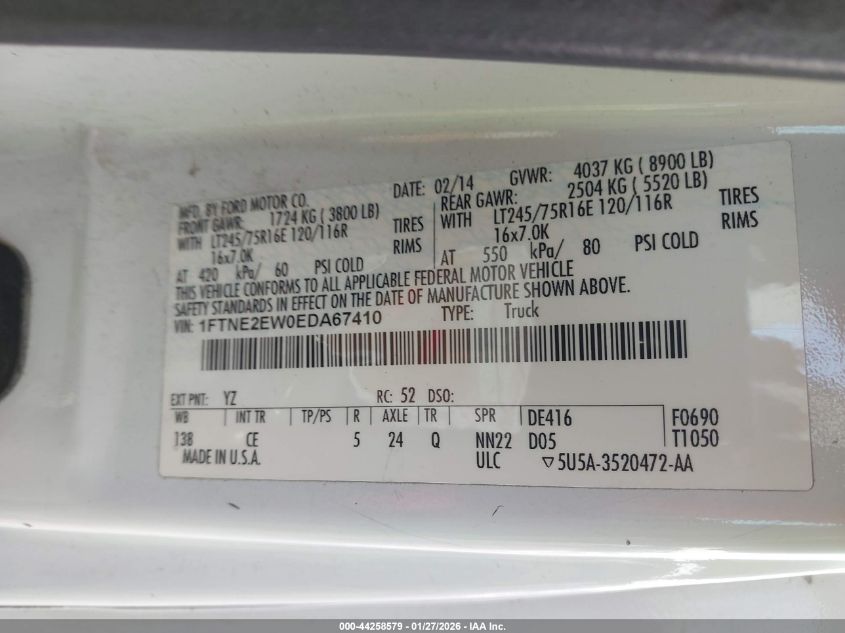 MFD. BY FORD MOTOR CO.
DATE: 02/14 GVWR: 4037 KG ( 8900 LB)
FRONT GAWR: 1724 KG ( 3800 LB)
WITH LT245/75R16E 120/116R TIRES
16x7.0K RIMS
AT 420 kPa/ 60 PSI COLD
REAR GAWR: 2504 KG ( 5520 LB)
WITH LT245/75R16E 120/116R TIRES
16x7.0K RIMS
AT 550 kPa/ 80 PSI COLD
THIS VEHICLE CONFORMS TO ALL APPLICABLE FEDERAL MOTOR VEHICLE
SAFETY STANDARDS IN EFFECT ON THE DATE OF MANUFACTURE SHOWN ABOVE.
VIN: 1FTNE2EW0EDA67410 TYPE: Truck
EXT PNT: YZ RC: 52 DSO:
WB INT TR TP/PS R AXLE TR SPR DE416 F0690
138 CE 5 24 Q NN22 D05 T1050
MADE IN U.S.A. ULC ▽5U5A-3520472-AA
000-44258579 - 01/27/2026 - IAA Inc.